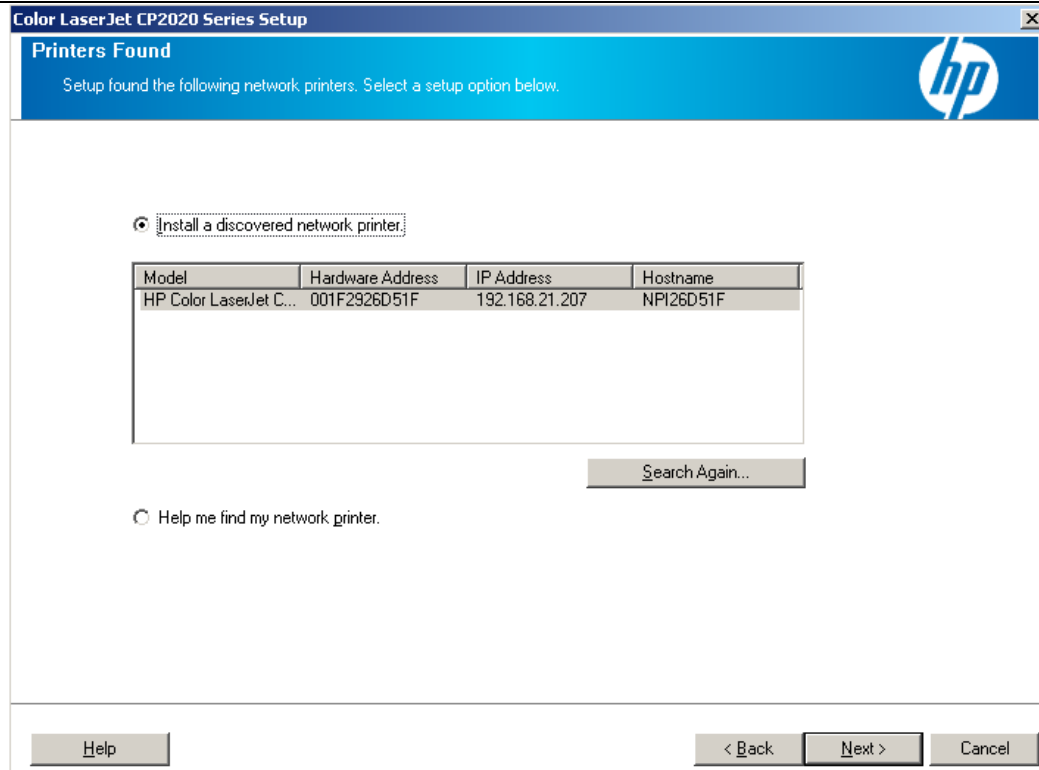 Color LaserJet CP2020 Series Setup
Printers Found
hp
Setup found the following network printers. Select a setup option below.
Install a discovered network printer.
Model Hardware Address IP Address Hostname
HP Color LaserJet C... 001F2926D51F 192.168.21.207 NPI26D51F
Search Again...
Help me find my network printer.
Help < Back Next > Cancel